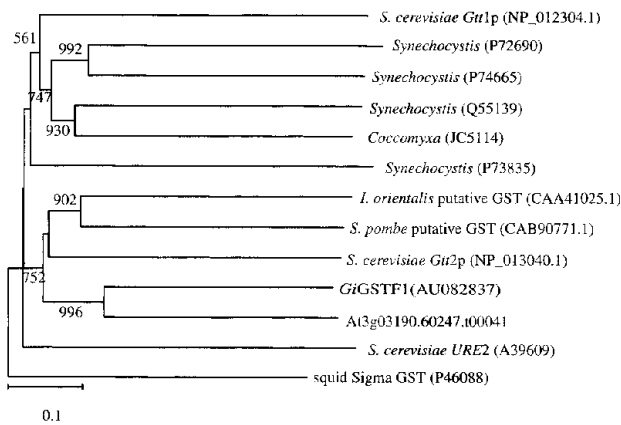 561
S. cerevisiae Gtt1p (NP_012304.1)
992
Synechocystis (P72690)
Synechocystis (P74665)
747
Synechocystis (Q55139)
930
Coccomyxa (JC5114)
Synechocystis (P73835)
902
I. orientalis putative GST (CAA41025.1)
S. pombe putative GST (CAB90771.1)
S. cerevisiae Gtt2p (NP_013040.1)
752
GiGSTF1(AU082837)
996
At3g03190.60247.t00041
S. cerevisiae URE2 (A39609)
squid Sigma GST (P46088)
0.1